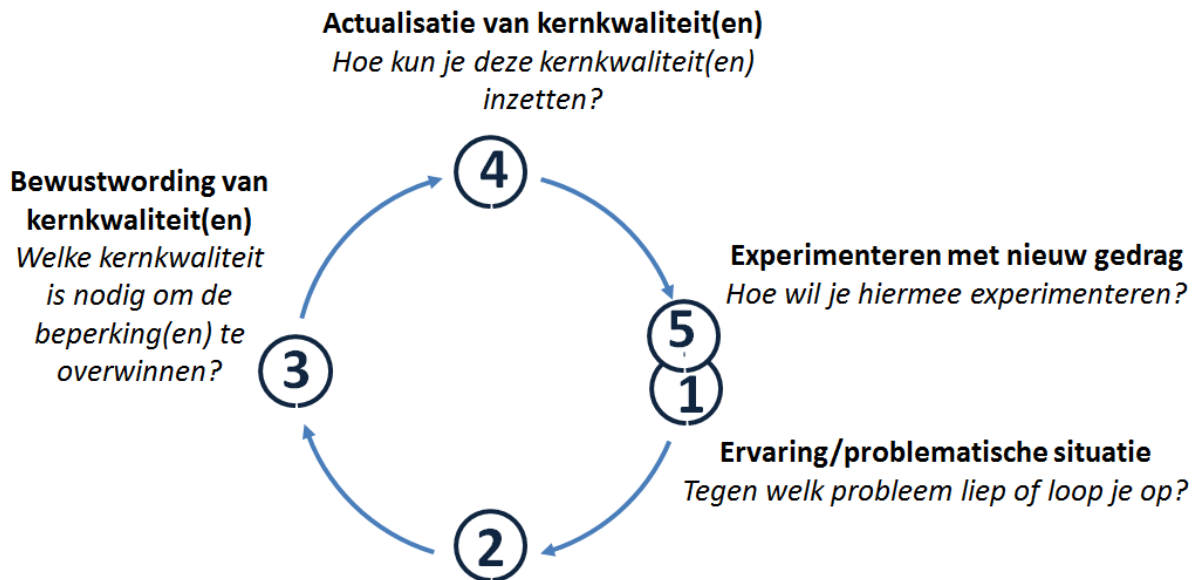 Actualisatie van kernkwaliteit(en)
Hoe kun je deze kernkwaliteit(en)
inzetten?
4
Bewustwording van
kernkwaliteit(en)
Welke kernkwaliteit
is nodig om de
beperking(en) te
overwinnen?
3
Experimenteren met nieuw gedrag
Hoe wil je hiermee experimenteren?
5
1
Ervaring/problematische situatie
Tegen welk probleem liep of loop je op?
2